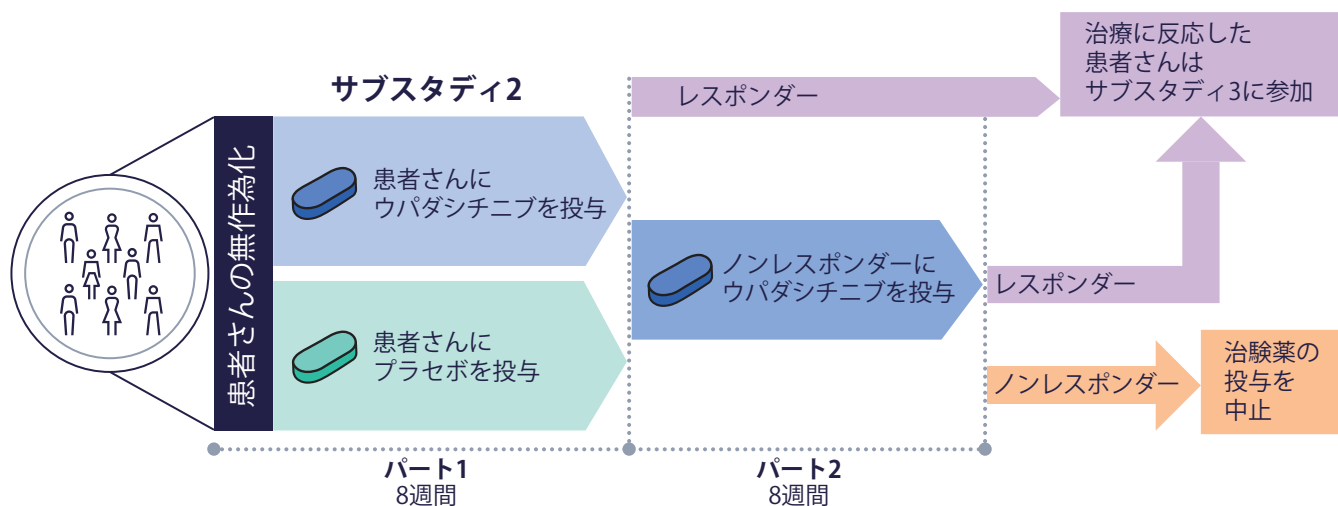 サブスタディ2
患者さんの無作為化
患者さんに
ウパダシチニブを投与
患者さんに
プラセボを投与
レスポンダー
治療に反応した
患者さんは
サブスタディ3に参加
ノンレスポンダーに
ウパダシチニブを投与
レスポンダー
ノンレスポンダー
治験薬の
投与を
中止
パート1
8週間
パート2
8週間